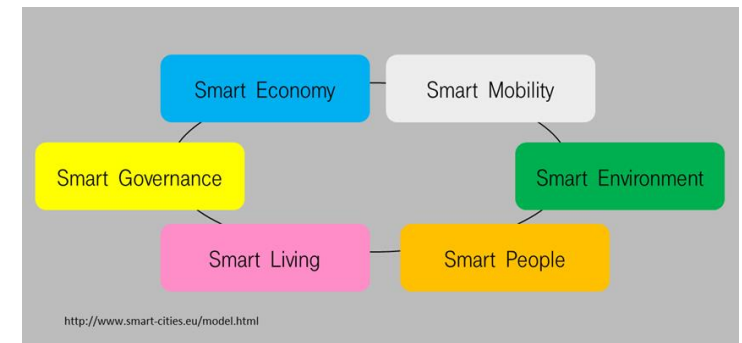 Smart Economy
Smart Mobility
Smart Governance
Smart Environment
Smart Living
Smart People
http://www.smart-cities.eu/model.html